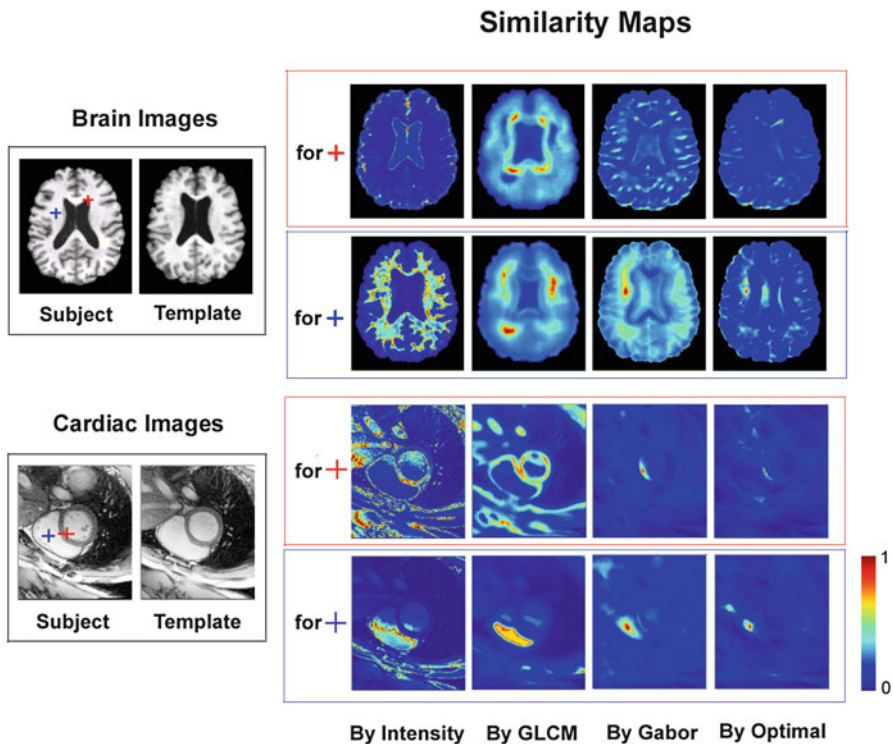 Similarity Maps
Brain Images
for +
Subject Template
for +
Cardiac Images
for +
Subject Template
for +
1
0
By Intensity By GLCM By Gabor By Optimal